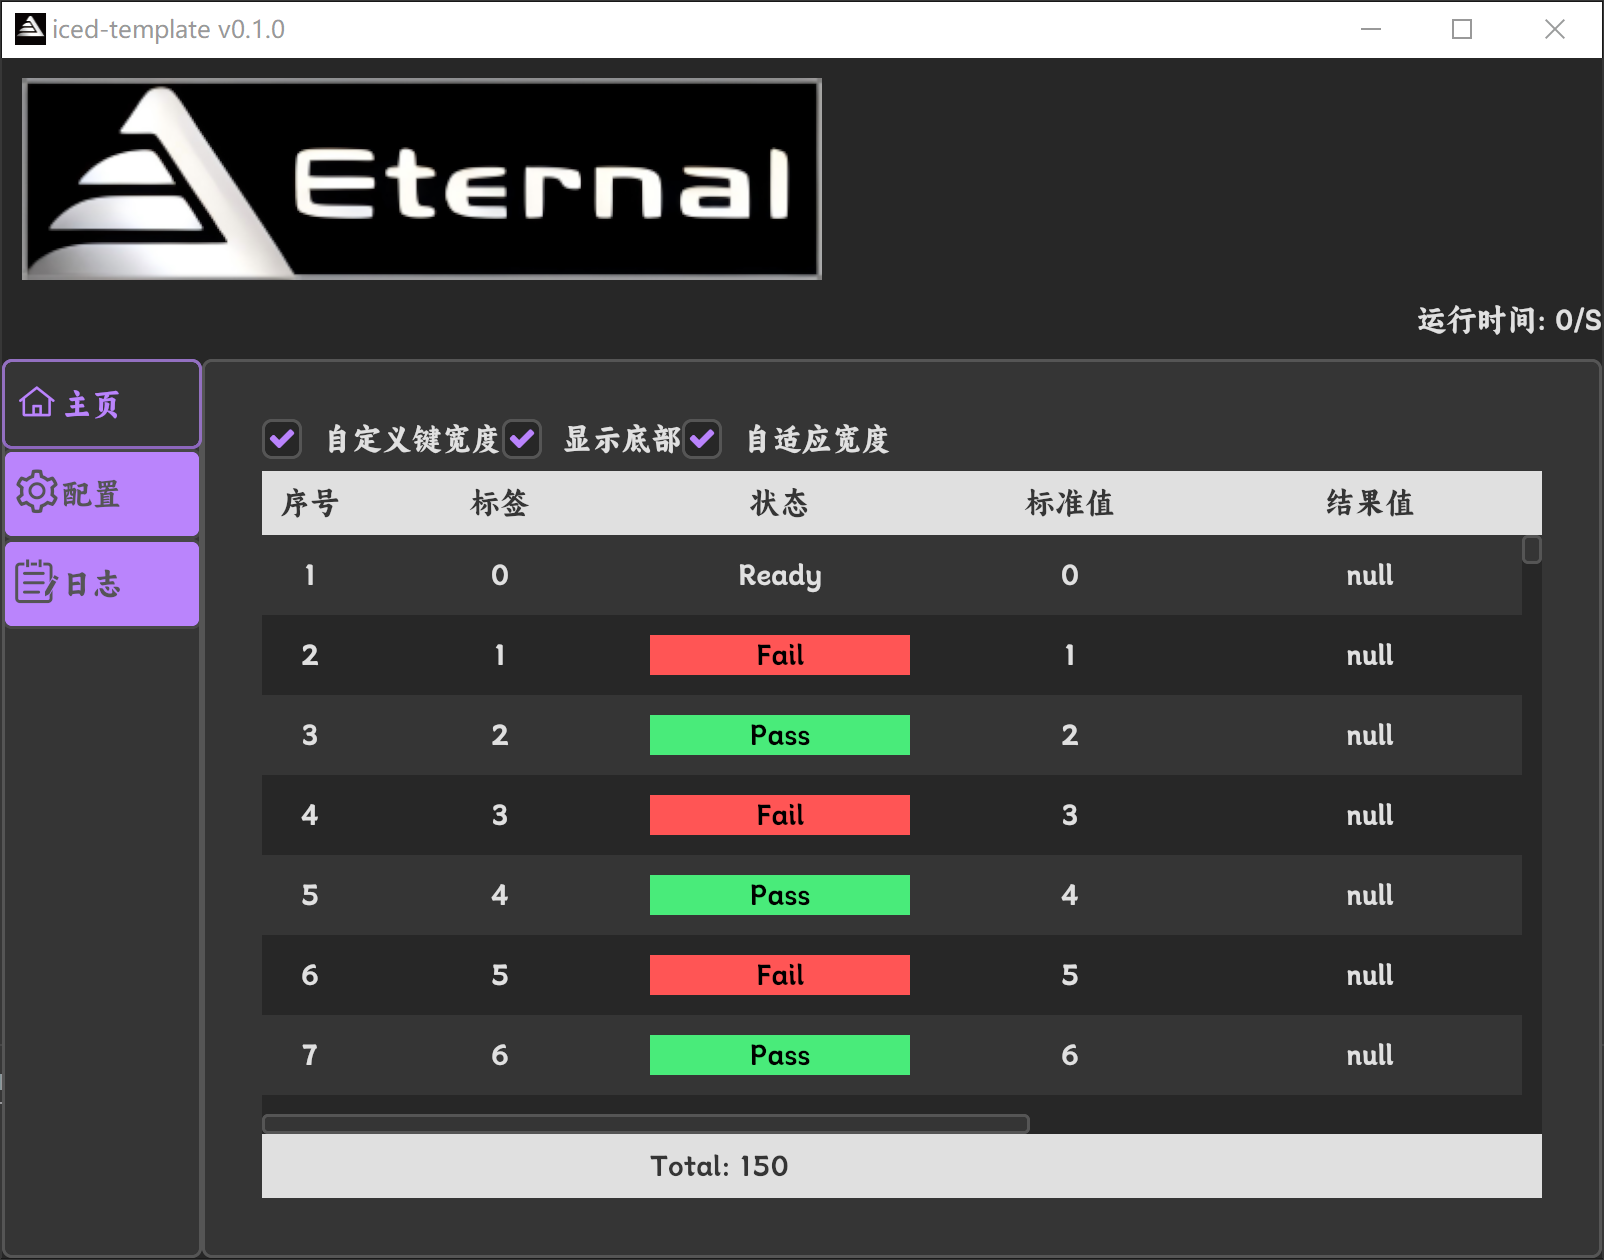 iced-template v0.1.0
Eternal
运行时间: 0/S
主页
配置
日志
自定义键宽度 显示底部 自适应宽度
序号 标签 状态 标准值 结果值
1 0 Ready 0 null
2 1 Fail 1 null
3 2 Pass 2 null
4 3 Fail 3 null
5 4 Pass 4 null
6 5 Fail 5 null
7 6 Pass 6 null
Total: 150